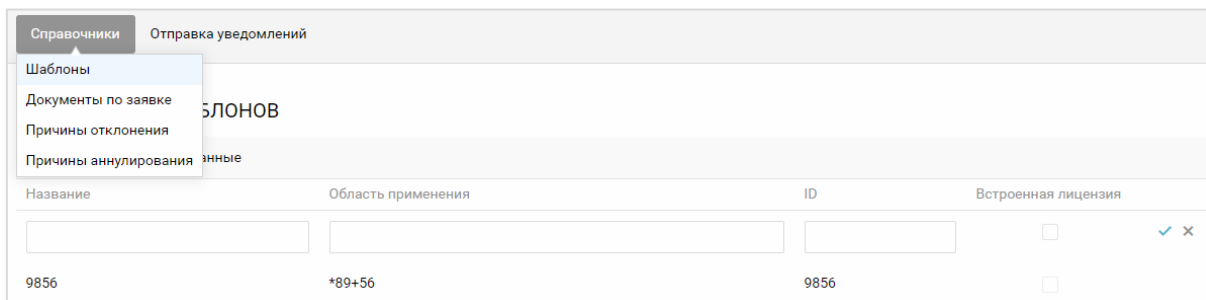 Справочники Отправка уведомлений
Шаблоны
Документы по заявке
БЛОНОВ
Причины отклонения
Причины аннулирования анные
Название Область применения ID Встроенная лицензия
9856 *89+56 9856